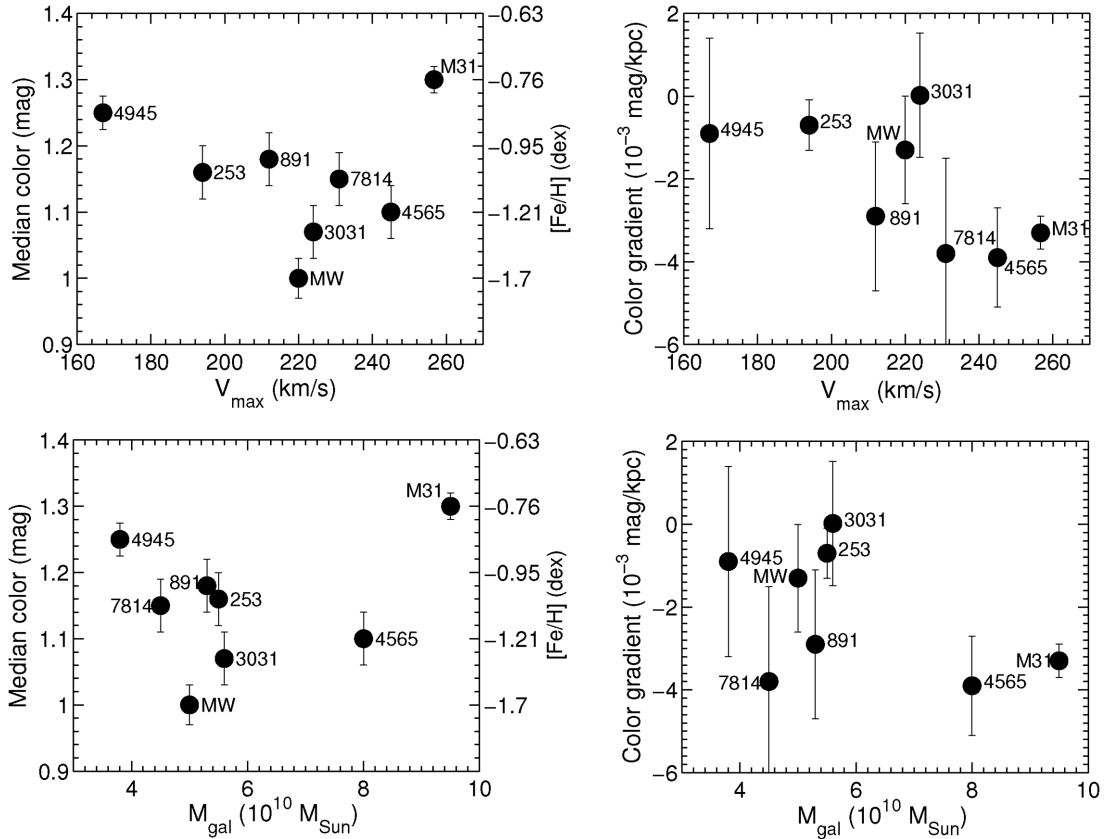 1.4
1.3
1.2
1.1
1
0.9
Median color (mag)
−0.63
−0.76
−0.95
−1.21
−1.7
[Fe/H] (dex)
4945
253
891
MW
3031
7814
4565
M31
160 180 200 220 240 260
V_max (km/s)
2
0
−2
−4
−6
Color gradient (10^−3 mag/kpc)
4945
253
891
MW
3031
7814
4565
M31
160 180 200 220 240 260
V_max (km/s)
1.4
1.3
1.2
1.1
1
0.9
Median color (mag)
−0.63
−0.76
−0.95
−1.21
−1.7
[Fe/H] (dex)
4945
7814
891
253
3031
MW
4565
M31
4 6 8 10
M_gal (10^10 M_Sun)
2
0
−2
−4
−6
Color gradient (10^−3 mag/kpc)
4945
MW
3031
253
891
7814
4565
M31
4 6 8 10
M_gal (10^10 M_Sun)